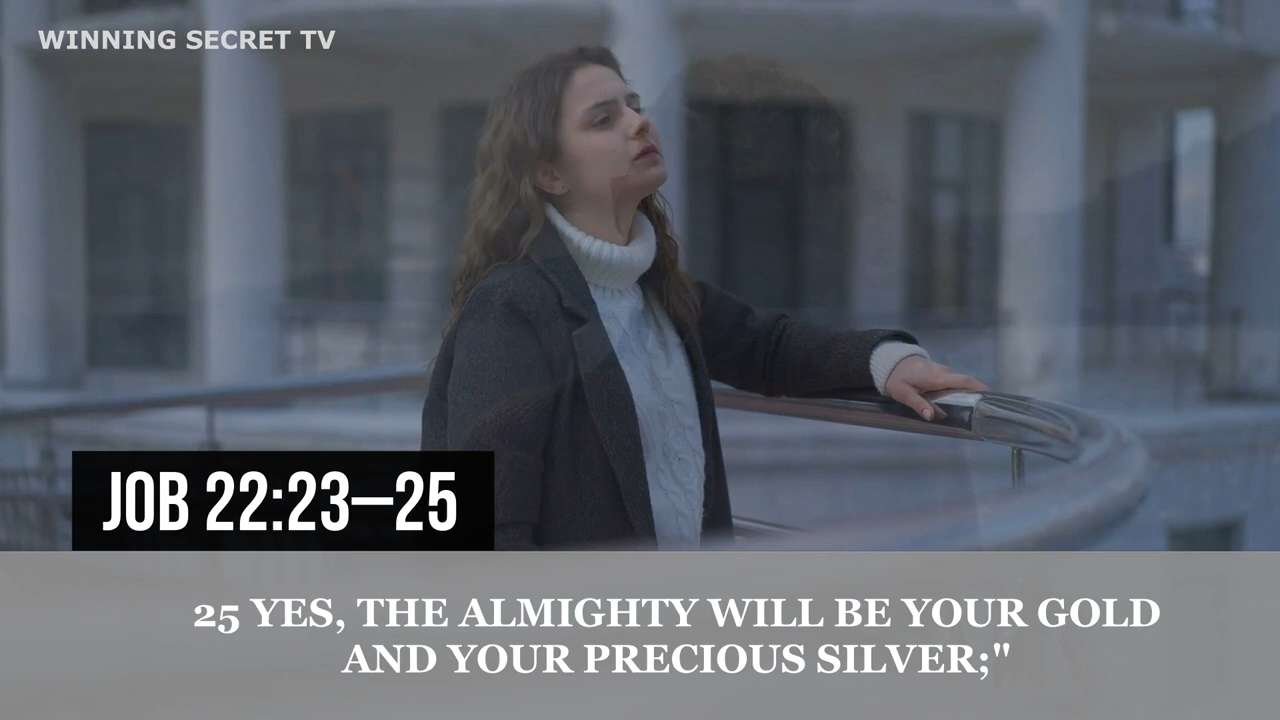 WINNING SECRET TV
JOB 22:23–25
25 YES, THE ALMIGHTY WILL BE YOUR GOLD
AND YOUR PRECIOUS SILVER;"